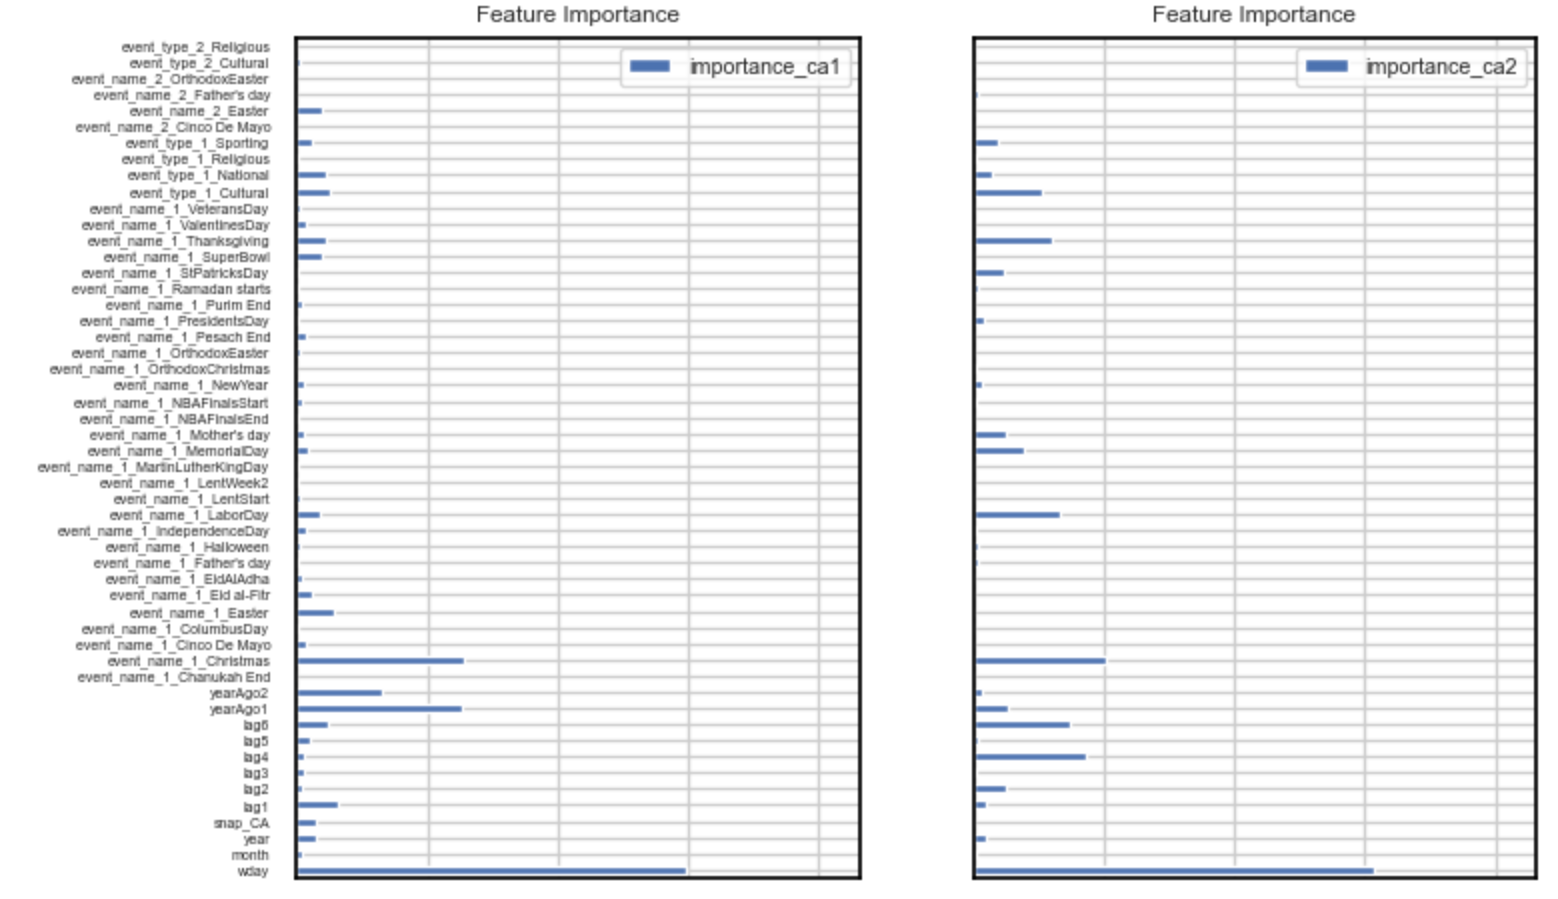 Feature Importance
Feature Importance
importance_ca1
importance_ca2
event_type_2_Religious
event_type_2_Cultural
event_name_2_OrthodoxEaster
event_name_2_Father's day
event_name_2_Easter
event_name_2_Cinco De Mayo
event_type_1_Sporting
event_type_1_Religious
event_type_1_National
event_type_1_Cultural
event_name_1_VeteransDay
event_name_1_ValentinesDay
event_name_1_Thanksgiving
event_name_1_SuperBowl
event_name_1_StPatricksDay
event_name_1_Ramadan starts
event_name_1_Purim End
event_name_1_PresidentsDay
event_name_1_Pesach End
event_name_1_OrthodoxEaster
event_name_1_OrthodoxChristmas
event_name_1_NewYear
event_name_1_NBAFinalsStart
event_name_1_NBAFinalsEnd
event_name_1_Mother's day
event_name_1_MemorialDay
event_name_1_MartinLutherKingDay
event_name_1_LentWeek2
event_name_1_LentStart
event_name_1_LaborDay
event_name_1_IndependenceDay
event_name_1_Halloween
event_name_1_Father's day
event_name_1_EidAlAdha
event_name_1_Eid al-Fitr
event_name_1_Easter
event_name_1_ColumbusDay
event_name_1_Cinco De Mayo
event_name_1_Christmas
event_name_1_Chanukah End
yearAgo2
yearAgo1
lag6
lag5
lag4
lag3
lag2
lag1
snap_CA
year
month
wday